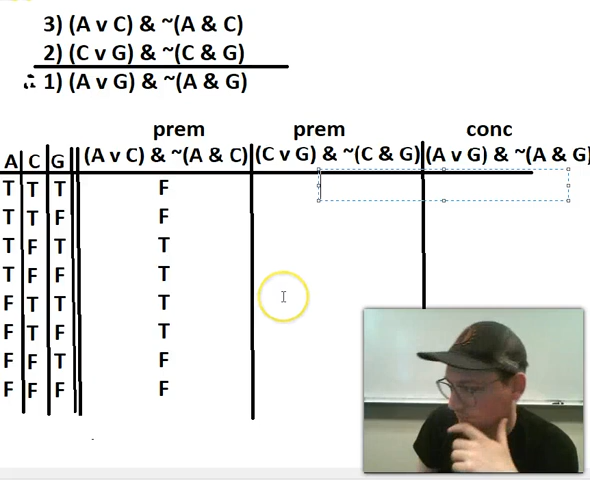 3) (A v C) & ~(A & C)
2) (C v G) & ~(C & G)
∴ 1) (A v G) & ~(A & G)
prem prem conc
A C G (A v C) & ~(A & C) (C v G) & ~(C & G) (A v G) & ~(A & G)
T T T F
T T F F
T F T T
T F F T
F T T T
F T F T
F F T F
F F F F